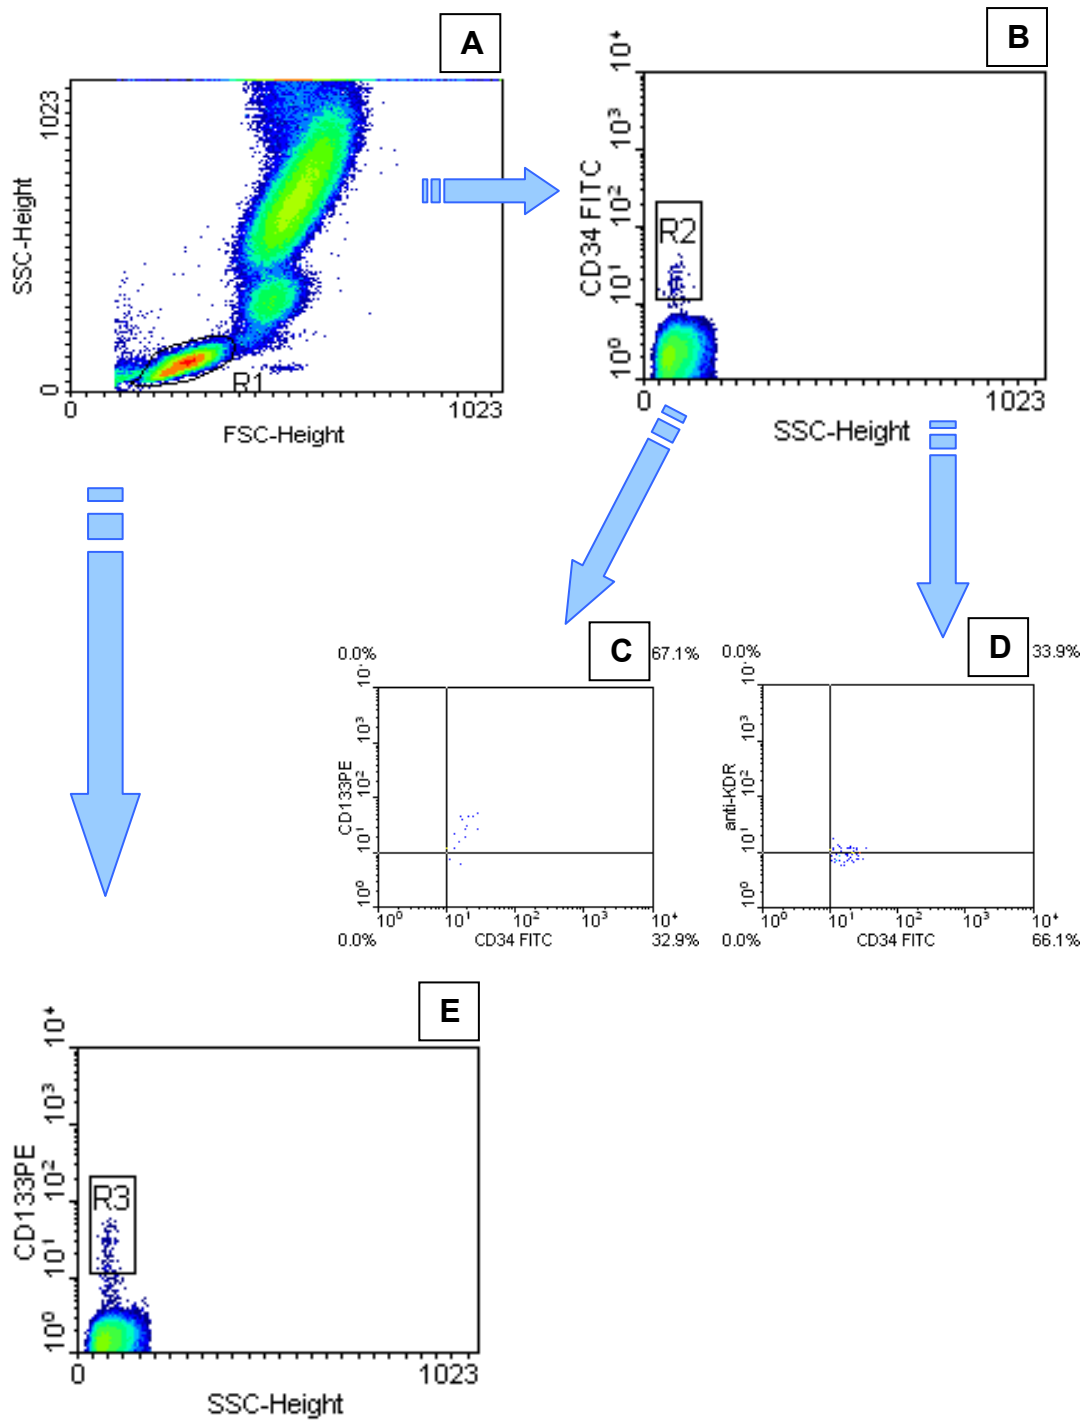 A
1023
SSC-Height
0
R1
0
1023
FSC-Height
B
10⁴
10³
10²
10¹
10⁰
CD34 FITC
R2
0
1023
SSC-Height
0.0%
C
67.1%
10³
10²
10¹
10⁰
CD133PE
10⁰ 10¹ 10² 10³ 10⁴
0.0%
CD34 FITC
32.9%
0.0%
D
33.9%
10³
10²
10¹
10⁰
anti-KDR
10⁰ 10¹ 10² 10³ 10⁴
0.0%
CD34 FITC
66.1%
E
10⁴
10³
10²
10¹
10⁰
CD133PE
R3
0
1023
SSC-Height